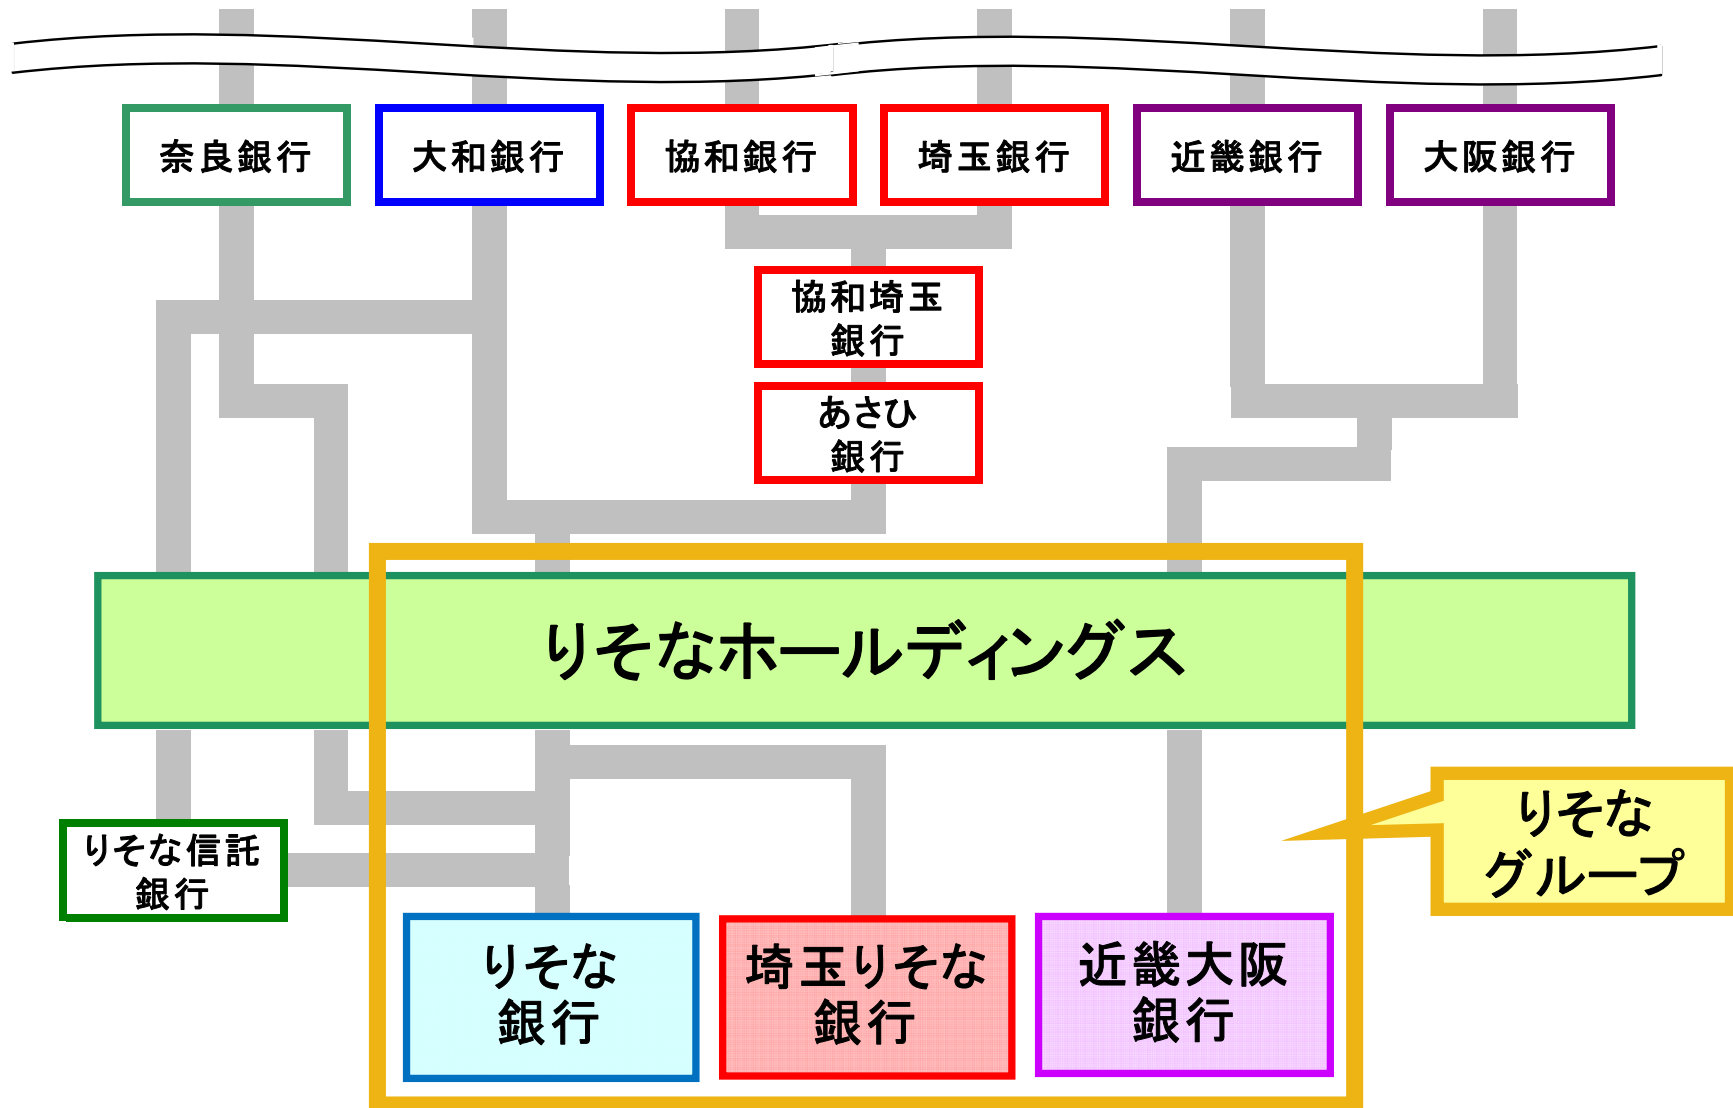 奈良銀行
大和銀行
協和銀行
埼玉銀行
近畿銀行
大阪銀行
協和埼玉
銀行
あさひ
銀行
りそなホールディングス
りそな
グループ
りそな信託
銀行
りそな
銀行
埼玉りそな
銀行
近畿大阪
銀行